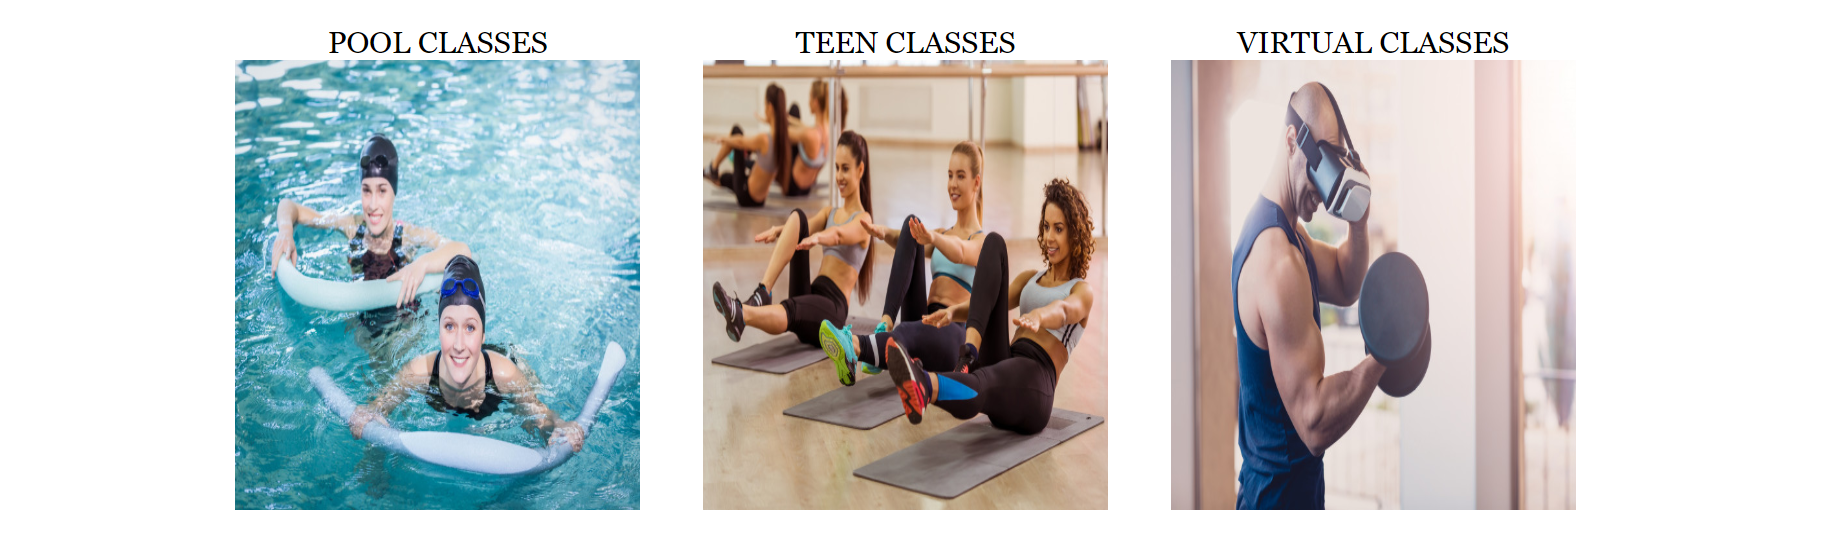 POOL CLASSES
TEEN CLASSES
VIRTUAL CLASSES